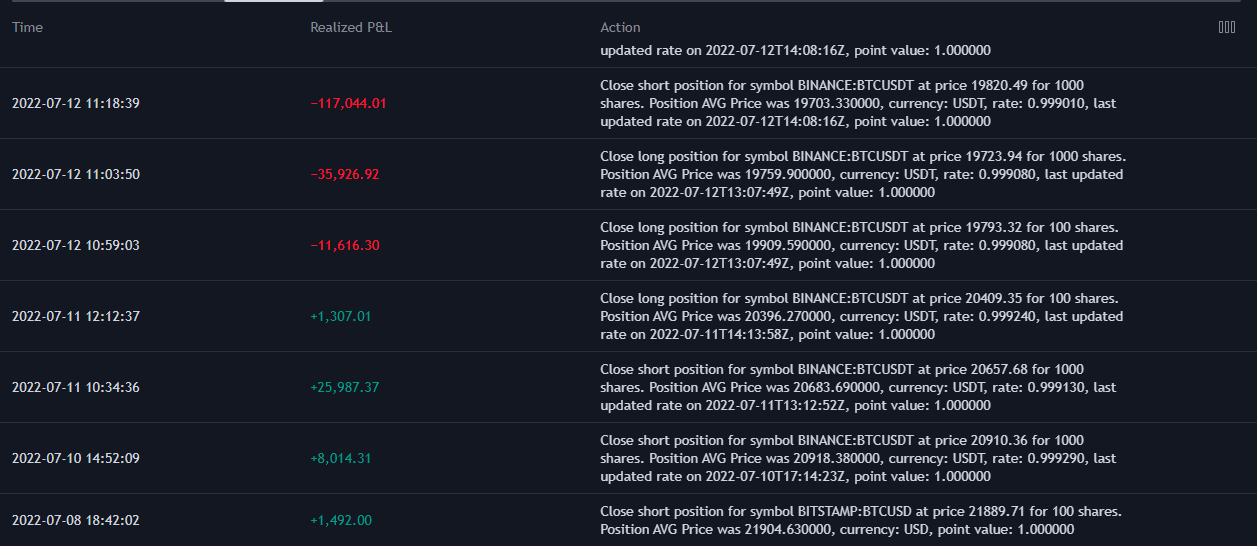 Time Realized P&L Action
updated rate on 2022-07-12T14:08:16Z, point value: 1.000000
Close short position for symbol BINANCE:BTCUSDT at price 19820.49 for 1000
2022-07-12 11:18:39 −117,044.01 shares. Position AVG Price was 19703.330000, currency: USDT, rate: 0.999010, last
updated rate on 2022-07-12T14:08:16Z, point value: 1.000000
Close long position for symbol BINANCE:BTCUSDT at price 19723.94 for 1000 shares.
2022-07-12 11:03:50 −35,926.92 Position AVG Price was 19759.900000, currency: USDT, rate: 0.999080, last updated
rate on 2022-07-12T13:07:49Z, point value: 1.000000
Close long position for symbol BINANCE:BTCUSDT at price 19793.32 for 100 shares.
2022-07-12 10:59:03 −11,616.30 Position AVG Price was 19909.590000, currency: USDT, rate: 0.999080, last updated
rate on 2022-07-12T13:07:49Z, point value: 1.000000
Close long position for symbol BINANCE:BTCUSDT at price 20409.35 for 100 shares.
2022-07-11 12:12:37 +1,307.01 Position AVG Price was 20396.270000, currency: USDT, rate: 0.999240, last updated
rate on 2022-07-11T14:13:58Z, point value: 1.000000
Close short position for symbol BINANCE:BTCUSDT at price 20657.68 for 1000
2022-07-11 10:34:36 +25,987.37 shares. Position AVG Price was 20683.690000, currency: USDT, rate: 0.999130, last
updated rate on 2022-07-11T13:12:52Z, point value: 1.000000
Close short position for symbol BINANCE:BTCUSDT at price 20910.36 for 1000
2022-07-10 14:52:09 +8,014.31 shares. Position AVG Price was 20918.380000, currency: USDT, rate: 0.999290, last
updated rate on 2022-07-10T17:14:23Z, point value: 1.000000
Close short position for symbol BITSTAMP:BTCUSD at price 21889.71 for 100 shares.
2022-07-08 18:42:02 +1,492.00 Position AVG Price was 21904.630000, currency: USD, point value: 1.000000